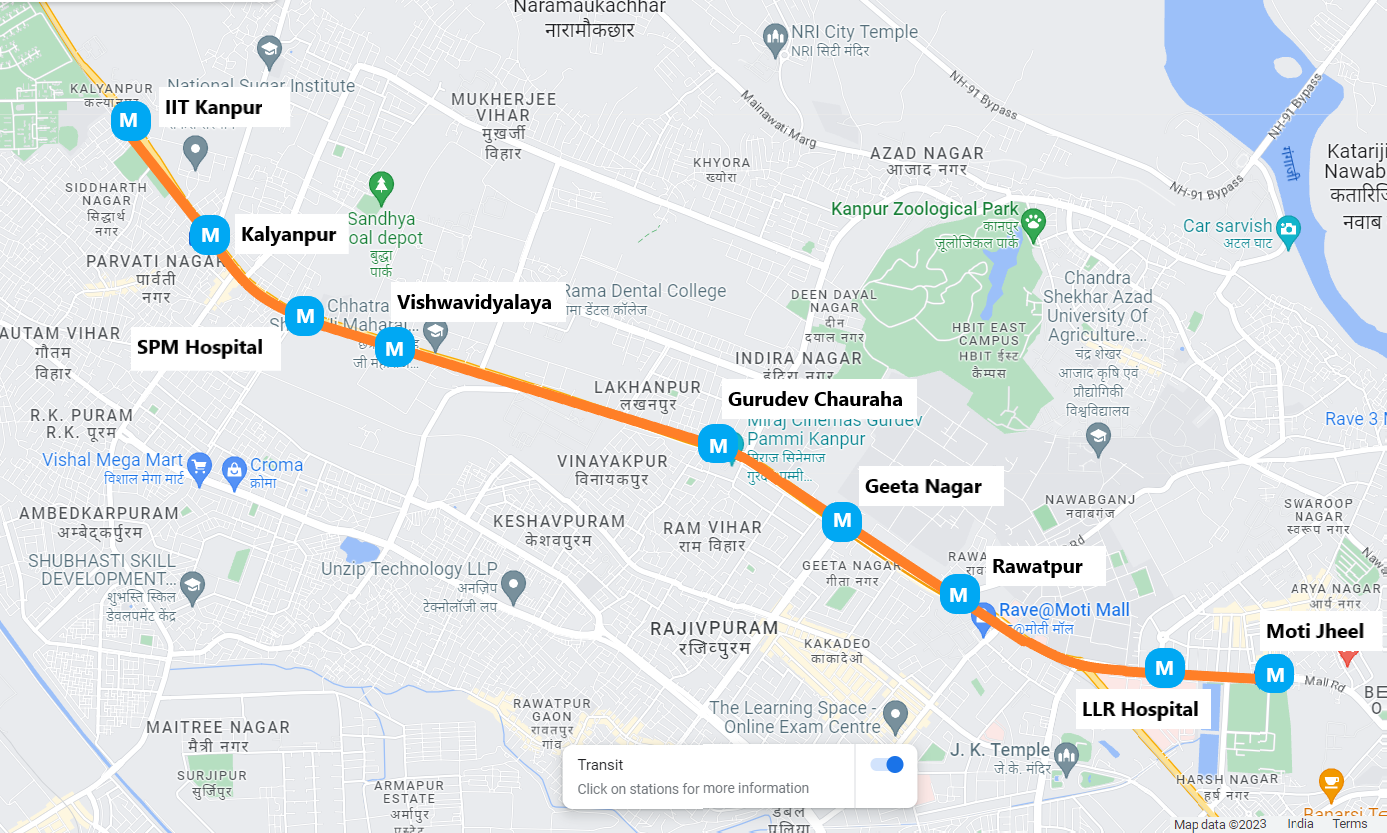 Naramaukachhar
नारामौकछार
NRI City Temple
NRI सिटी मंदिर
National Sugar Institute
KALYANPUR
IIT Kanpur
M
MUKHERJEE
VIHAR
मुखर्जी
विहार
Mainawati Marg
NH-91 Bypass
NH-91 Bypass
NH-91 Bypass
गंगाजी
KHYORA
ख्योरा
AZAD NAGAR
आजाद नगर
Katariji
Nawab
कतारिज
नवाब
SIDDHARTH
NAGAR
सिद्धार्थ
नगर
Sandhya
oal depot
बुद्धा
पार्क
Kanpur Zoological Park
कानपुर
ज़ूलोजिकल पार्क
Car sarvish
अटल घाट
M
Kalyanpur
PARVATI NAGAR
पार्वती
नगर
Chhatra
Maharaj...
जी
Vishwavidyalaya
Rama Dental College
डेंटल कॉलेज
DEEN DAYAL
NAGAR
दीन
दयाल नगर
Chandra
Shekhar Azad
University Of
Agriculture...
चंद्र शेखर
आजाद कृषि एवं
प्रौद्योगिकी
विश्वविद्यालय
HBIT EAST
CAMPUS
HBIT ईस्ट
कैम्पस
M
SPM Hospital
M
AUTAM VIHAR
गौतम
विहार
INDIRA NAGAR
इंदिरा नगर
LAKHANPUR
लखनपुर
Gurudev Chauraha
M
Miraj Cinemas Gurdev
Pammi Kanpur
मिराज सिनेमाज
R.K. PURAM
R.K. पूरम
Rave 3
Vishal Mega Mart
विशाल मेगा मार्ट
Croma
क्रोमा
VINAYAKPUR
विनायकपुर
Geeta Nagar
M
NAWABGANJ
नवाबगंज
SWAROOP
NAGAR
स्वरूप नगर
AMBEDKARPURAM
अम्बेदकर्पुरम
KESHAVPURAM
केशवपुरम
RAM VIHAR
राम विहार
SHUBHASTI SKILL
DEVELOPMENT...
शुभस्ति स्किल
डेवलपमेंट केंद्र
Unzip Technology LLP
अनज़िप
टेक्नोलॉजी लप
GEETA NAGAR
गीता नगर
RAWA
Rawatpur
Rd
M
Rave@Moti Mall
@मोती मॉल
ARYA NAGAR
आर्य नगर
RAJIVPURAM
रजिव्पुरम
KAKADEO
काकादेओ
Moti Jheel
M
M
Mall Rd
LLR Hospital
RAWATPUR
GAON
रावतपुर
गांव
The Learning Space -
Online Exam Centre
MAITREE NAGAR
मैत्री नगर
J. K. Temple
जे.के. मंदिर
SURJIPUR
सुर्जिपुर
ARMAPUR
ESTATE
अर्मापुर
एस्टेट
Transit
Click on stations for more information
HARSH NAGAR
हर्ष नगर
Banarsi Te
Map data ©2023
India
Terms